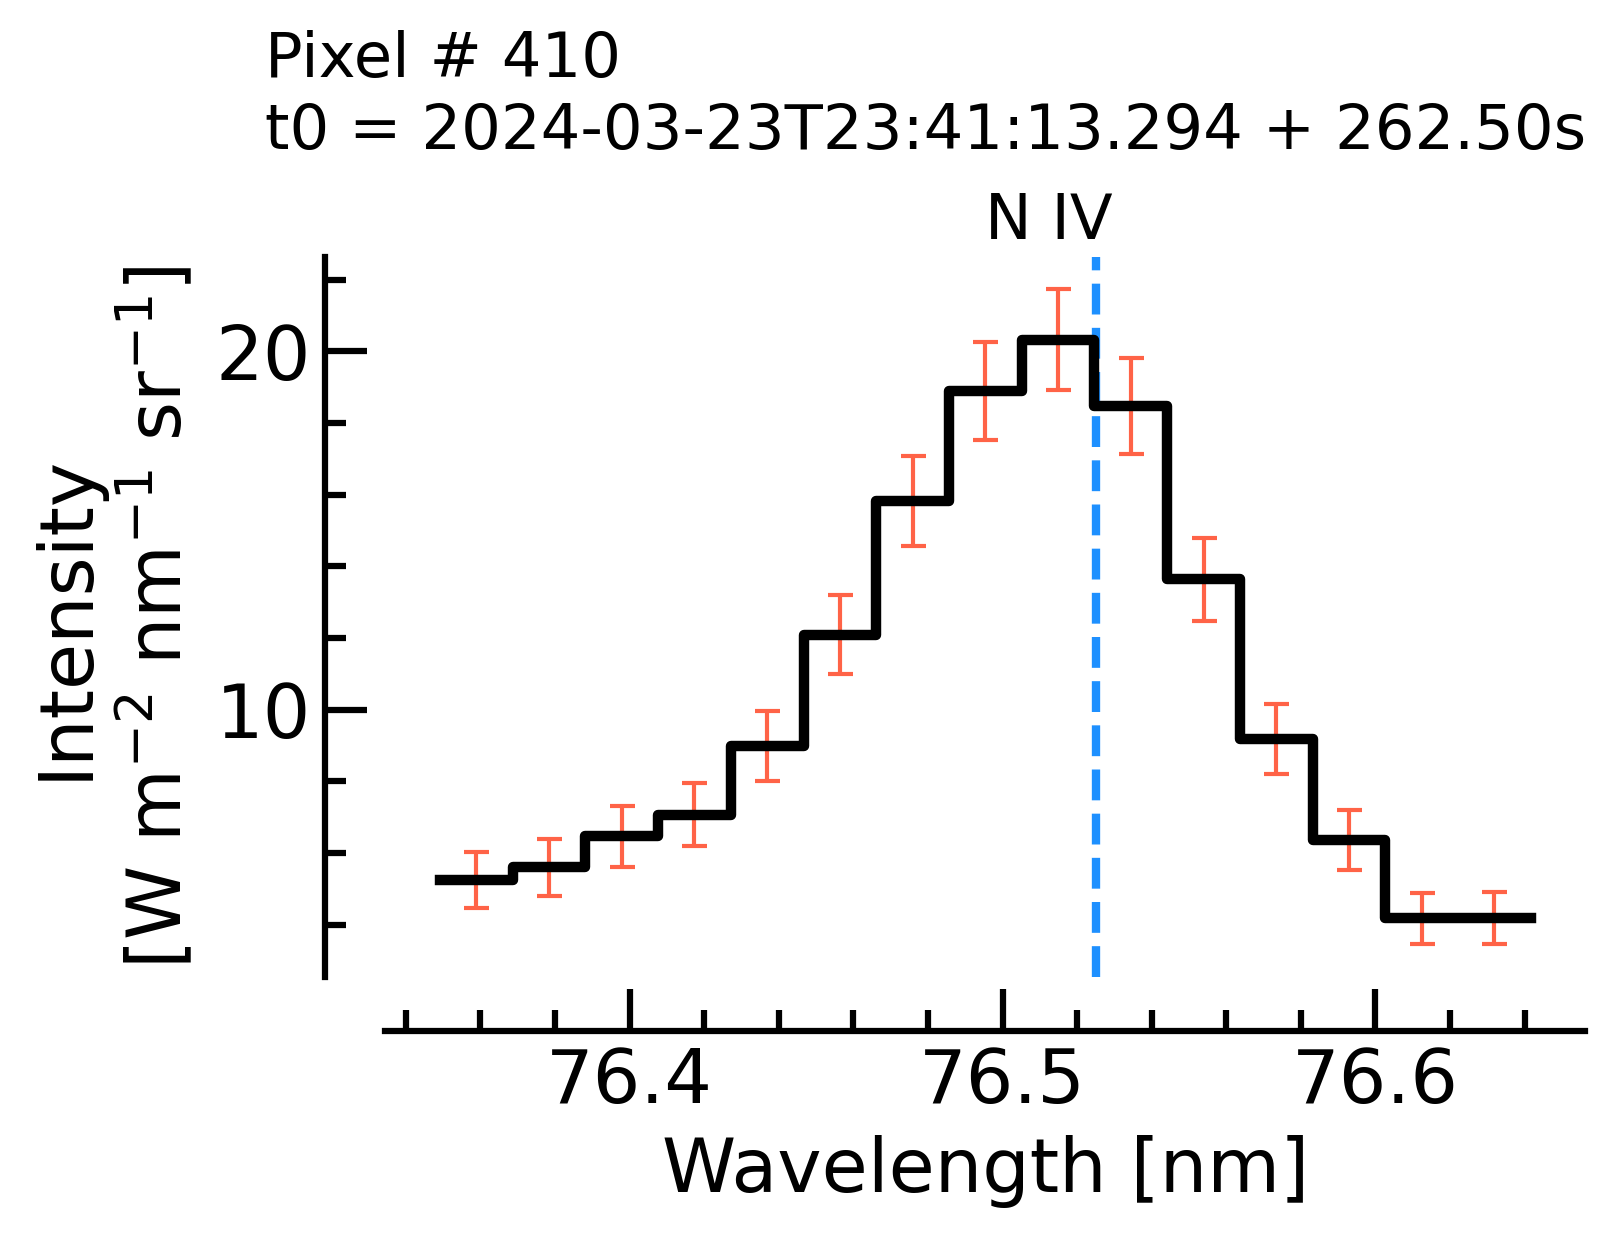 Pixel # 410
t0 = 2024-03-23T23:41:13.294 + 262.50s
N IV
Intensity
[W m⁻² nm⁻¹ sr⁻¹]
20
10
76.4 76.5 76.6
Wavelength [nm]